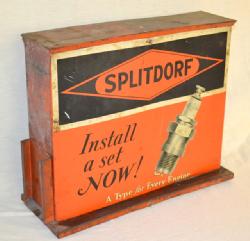 SPLITDORF
Install
a set
NOW!
A Type for Every Engine